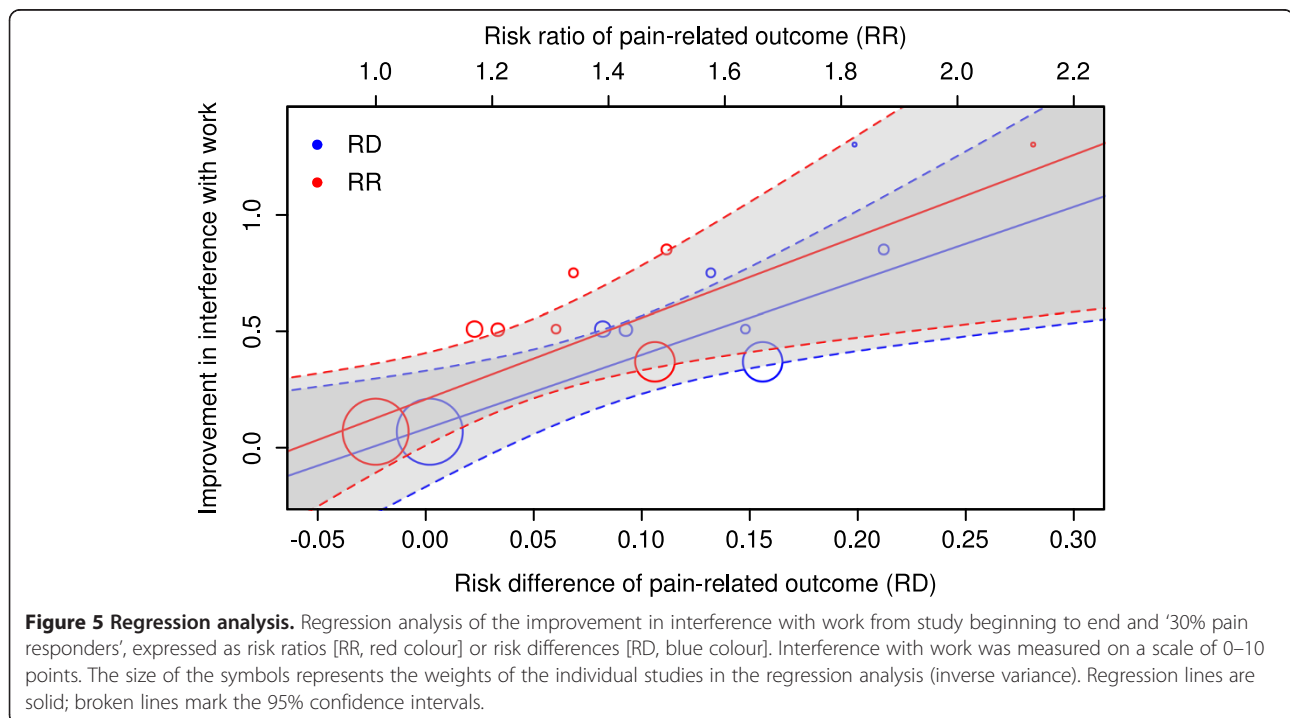 Risk ratio of pain-related outcome (RR)
1.0 1.2 1.4 1.6 1.8 2.0 2.2
Improvement in interference with work
1.0
0.5
0.0
RD
RR
-0.05 0.00 0.05 0.10 0.15 0.20 0.25 0.30
Risk difference of pain-related outcome (RD)
Figure 5 Regression analysis. Regression analysis of the improvement in interference with work from study beginning to end and ‘30% pain
responders’, expressed as risk ratios [RR, red colour] or risk differences [RD, blue colour]. Interference with work was measured on a scale of 0–10
points. The size of the symbols represents the weights of the individual studies in the regression analysis (inverse variance). Regression lines are
solid; broken lines mark the 95% confidence intervals.